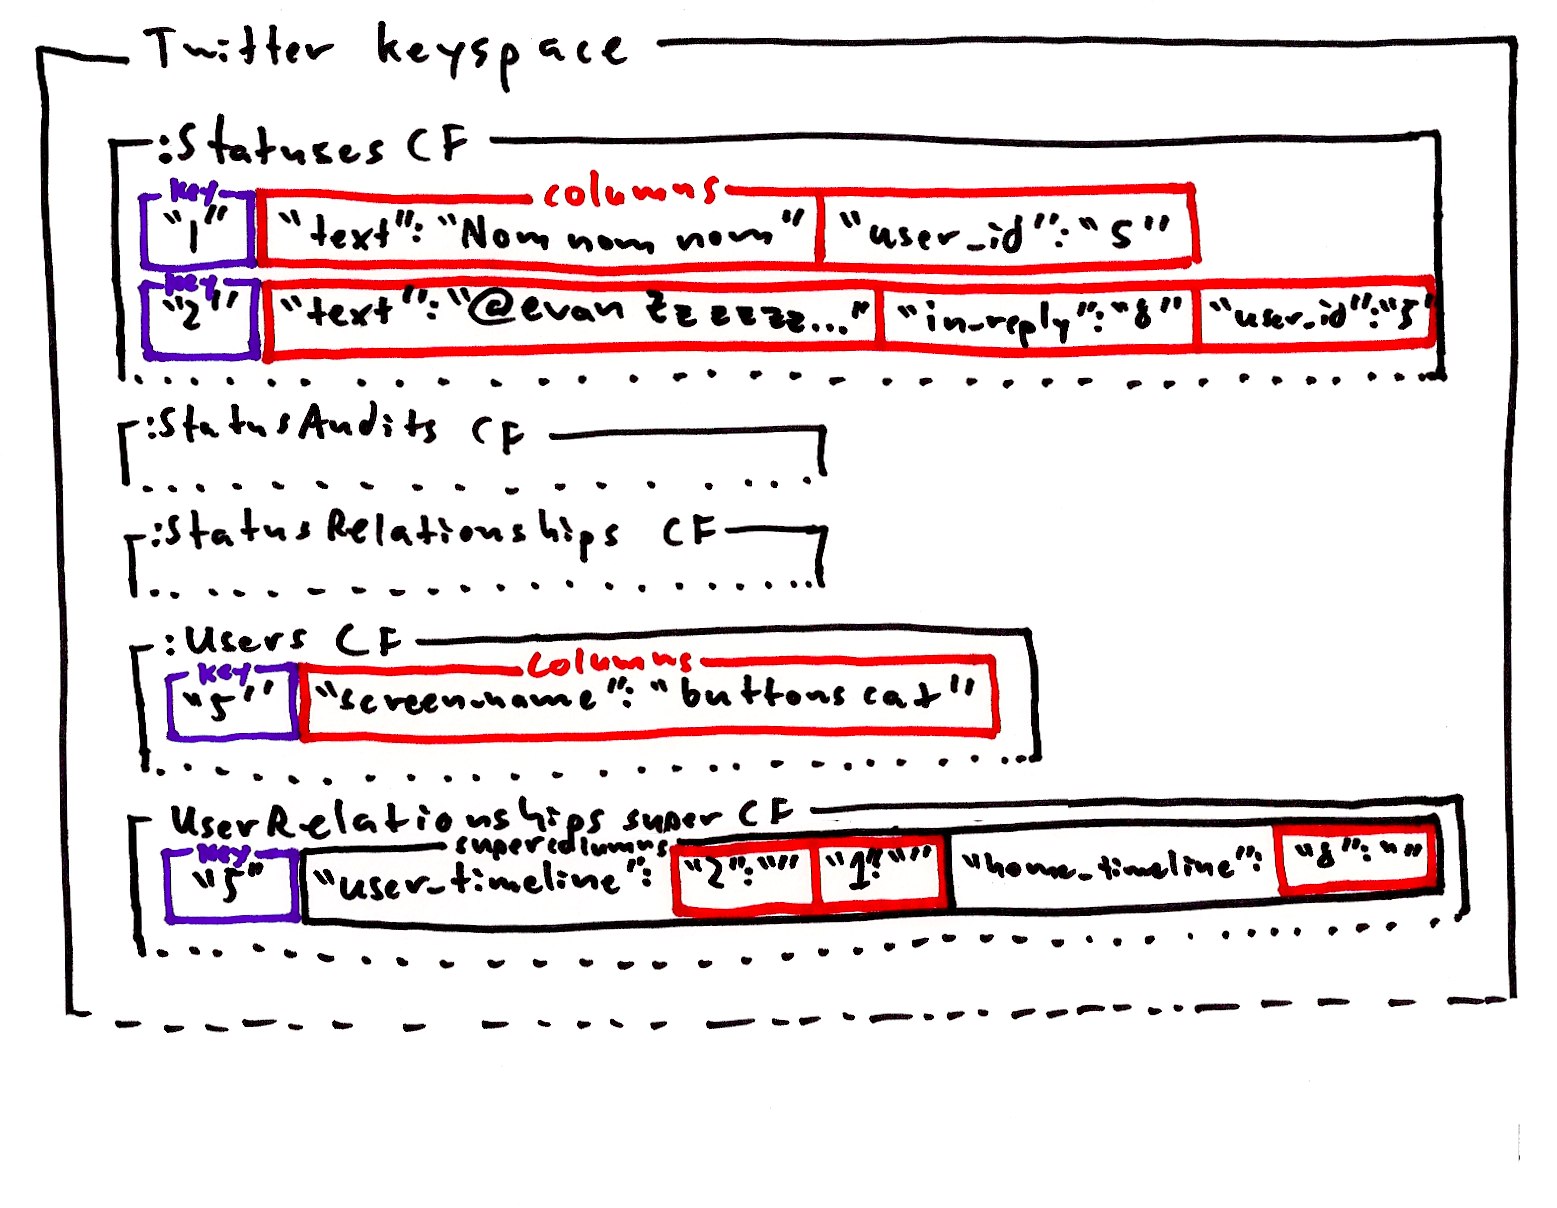 Twitter keyspace
:Statuses CF
key columns
"1" "text": "Nom nom nom" "user_id": "5"
key
"2" "text": "@evan zzzzzz..." "in-reply": "8" "user_id": "5"
:StatusAudits CF
:StatusRelationships CF
:Users CF
key columns
"5" "screen_name": "buttonscat"
UserRelationships super CF
key supercolumns
"5" "user_timeline": "2": "" "1": "" "home_timeline": "8": ""